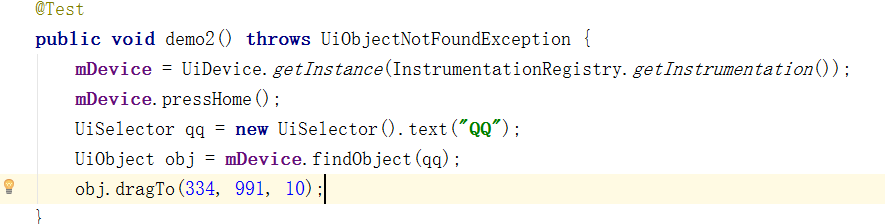 @Test
public void demo2() throws UiObjectNotFoundException {
mDevice = UiDevice.getInstance(InstrumentationRegistry.getInstrumentation());
mDevice.pressHome();
UiSelector qq = new UiSelector().text("QQ");
UiObject obj = mDevice.findObject(qq);
obj.dragTo(334, 991, 10);
}